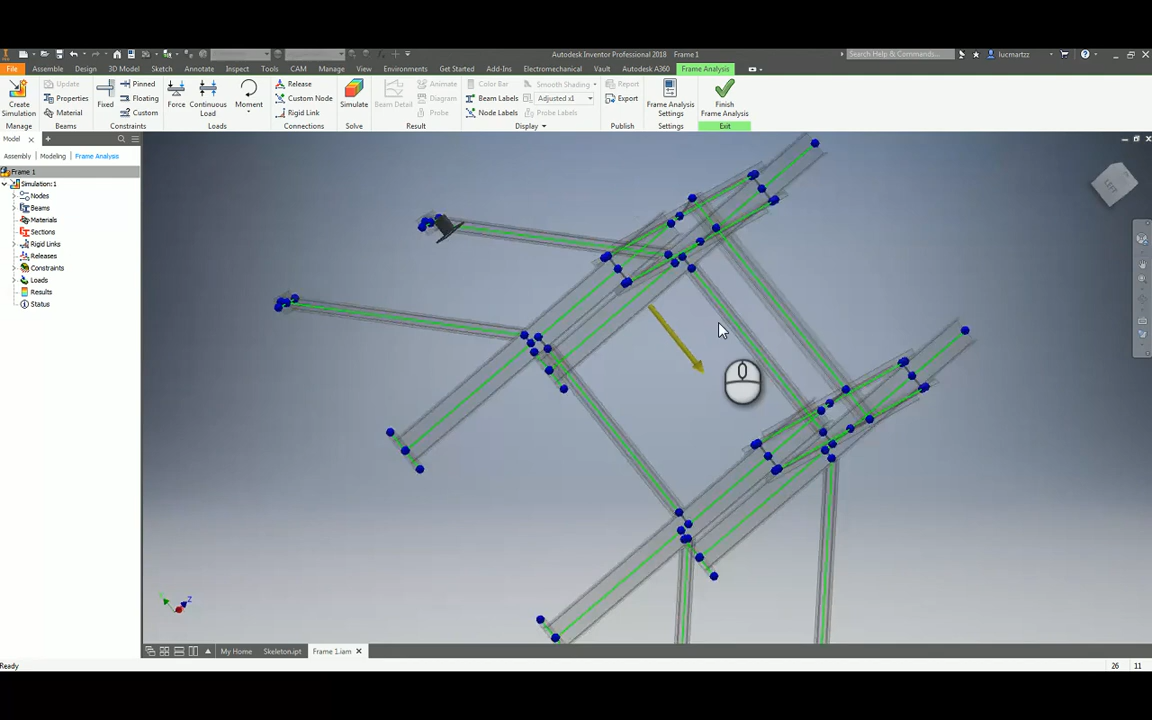 Autodesk Inventor Professional 2018 Frame 1
Search Help & Commands...
lucmartzz
File Assemble Design 3D Model Sketch Annotate Inspect Tools CAM Manage View Environments Get Started Add-Ins Electromechanical Vault Autodesk A360 Frame Analysis
Create Simulation
Update
Properties
Material
Fixed
Pinned
Floating
Custom
Force
Continuous Load
Moment
Release
Custom Node
Rigid Link
Simulate
Beam Detail
Animate
Diagram
Probe
Color Bar
Beam Labels
Node Labels
Smooth Shading
Adjusted x1
Probe Labels
Report
Export
Frame Analysis Settings
Finish Frame Analysis
Manage Beams Constraints Loads Connections Solve Result Display Publish Settings Exit
Model
Assembly Modeling Frame Analysis
Frame 1
Simulation:1
Nodes
Beams
Materials
Sections
Rigid Links
Releases
Constraints
Loads
Results
Status
LEFT
Z
My Home Skeleton.ipt Frame 1.iam
Ready
26 11